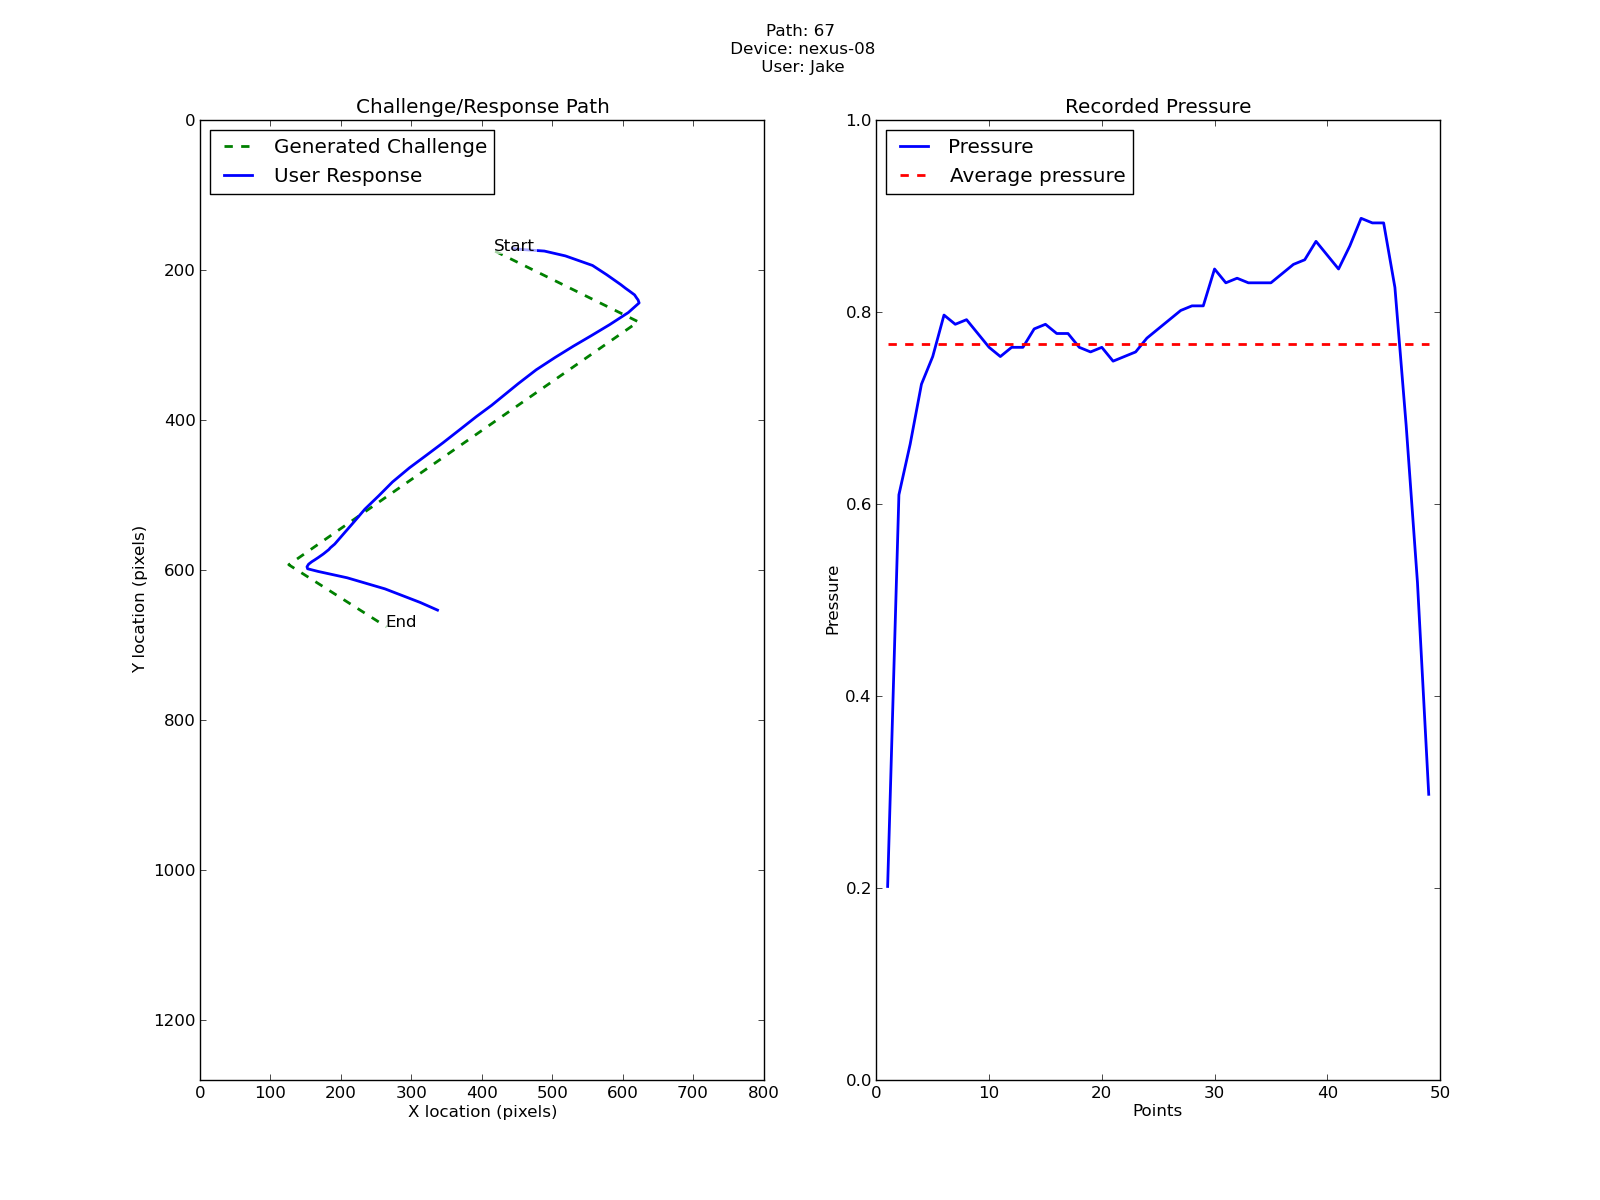 Path: 67
Device: nexus-08
User: Jake
Challenge/Response Path
Generated Challenge
User Response
Start
End
0
200
400
600
800
1000
1200
Y location (pixels)
0 100 200 300 400 500 600 700 800
X location (pixels)
Recorded Pressure
Pressure
Average pressure
1.0
0.8
0.6
0.4
0.2
0.0
Pressure
0 10 20 30 40 50
Points